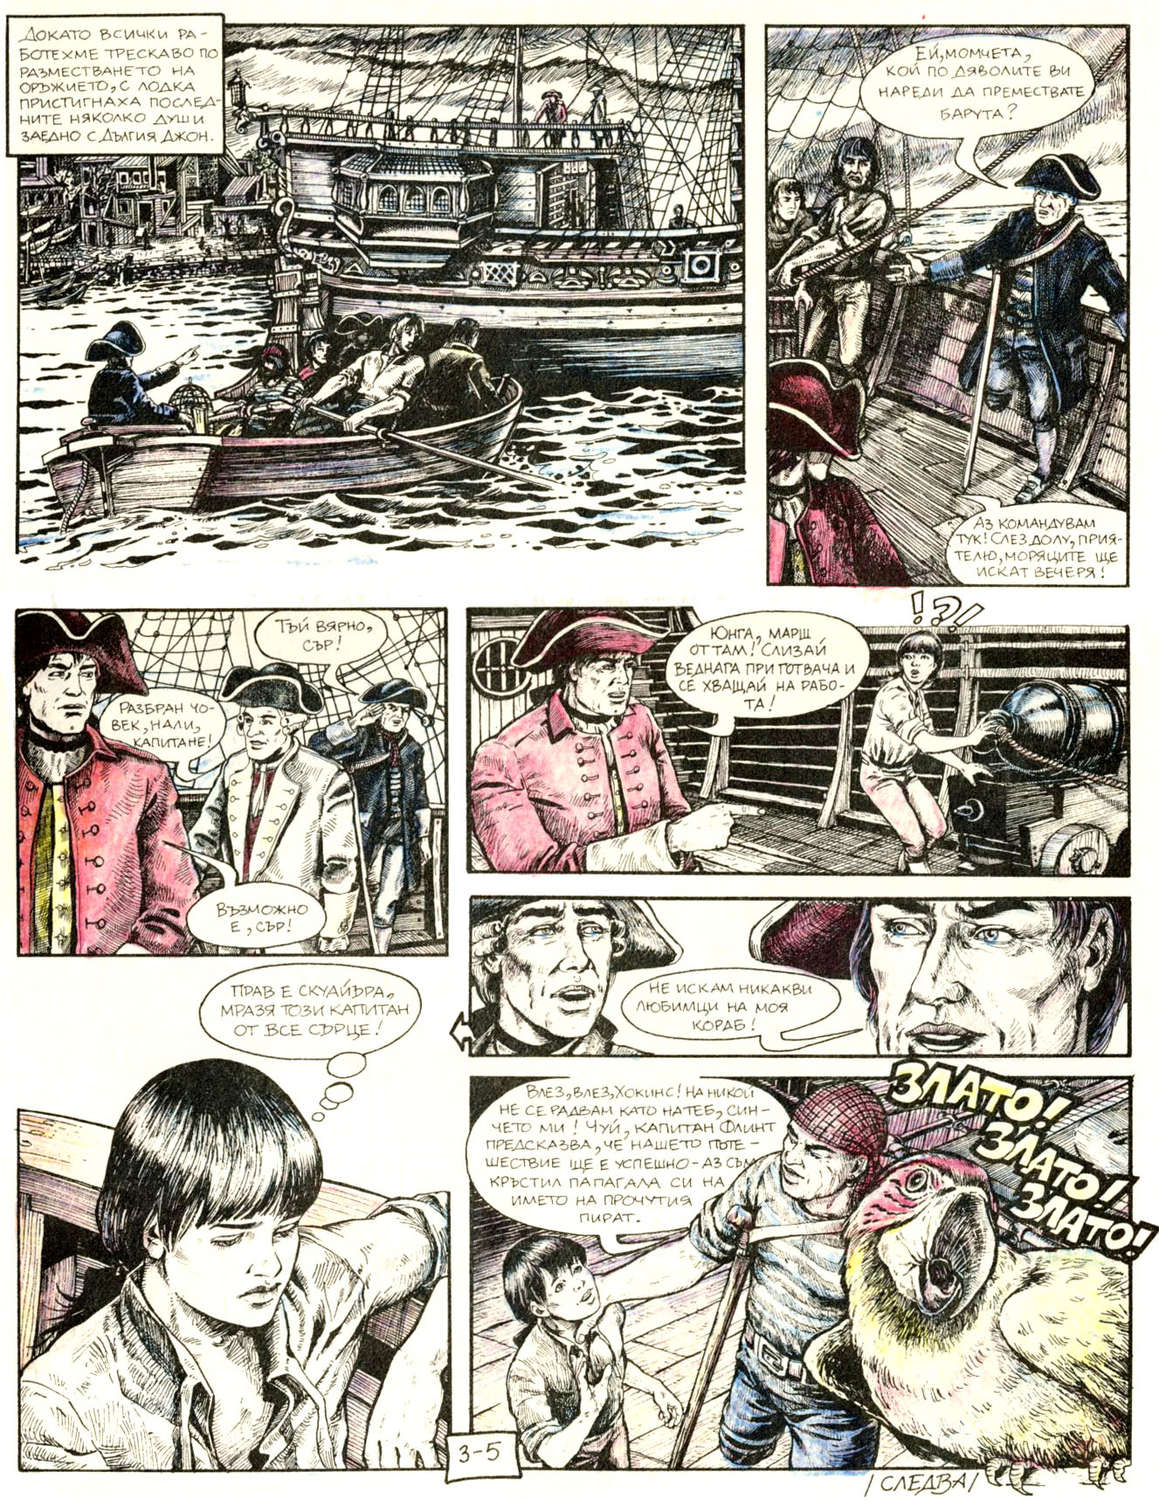 ДОКАТО ВСИЧКИ РА-
БОТЕХМЕ ТРЕСКАВО ПО
РАЗМЕСТВАНЕТО НА
ОРЪЖИЕТО, С ЛОДКА
ПРИСТИГНАХА ПОСЛЕД-
НИТЕ НЯКОЛКО ДУШИ
ЗАЕДНО С ДЪЛГИЯ ДЖОН.
ЕЙ, МОМЧЕТА,
КОЙ ПО ДЯВОЛИТЕ ВИ
НАРЕДИ ДА ПРЕМЕСТВАТЕ
БАРУТА?
АЗ КОМАНДУВАМ
ТУК! СЛЕЗ ДОЛУ, ПРИЯ-
ТЕЛЮ, МОРЯЦИТЕ ЩЕ
ИСКАТ ВЕЧЕРЯ!
ТЪЙ ВЯРНО,
СЪР!
РАЗБРАН ЧО-
ВЕК, НАЛИ,
КАПИТАНЕ!
ВЪЗМОЖНО
Е, СЪР!
!?!
ЮНГА, МАРШ
ОТ ТАМ! СЛИЗАЙ
ВЕДНАГА ПРИ ГОТВАЧА И
СЕ ХВАЩАЙ НА РАБО-
ТА!
НЕ ИСКАМ НИКАКВИ
ЛЮБИМЦИ НА МОЯ
КОРАБ!
ПРАВ Е СКУАЙЪРА,
МРАЗЯ ТОЗИ КАПИТАН
ОТ ВСЕ СЪРЦЕ!
ВЛЕЗ, ВЛЕЗ, ХОКИНС! НА НИКОЙ
НЕ СЕ РАДВАМ КАТО НА ТЕБ, СИН-
ЧЕТО МИ! ЧУЙ, КАПИТАН ФЛИНТ
ПРЕДСКАЗВА, ЧЕ НАШЕТО ПЪТЕ-
ШЕСТВИЕ ЩЕ Е УСПЕШНО-АЗ СЪМ
КРЪСТИЛ ПАПАГАЛА СИ НА
ИМЕТО НА ПРОЧУТИЯ
ПИРАТ.
ЗЛАТО!
ЗЛАТО!
ЗЛАТО!
3-5
/СЛЕДВА/